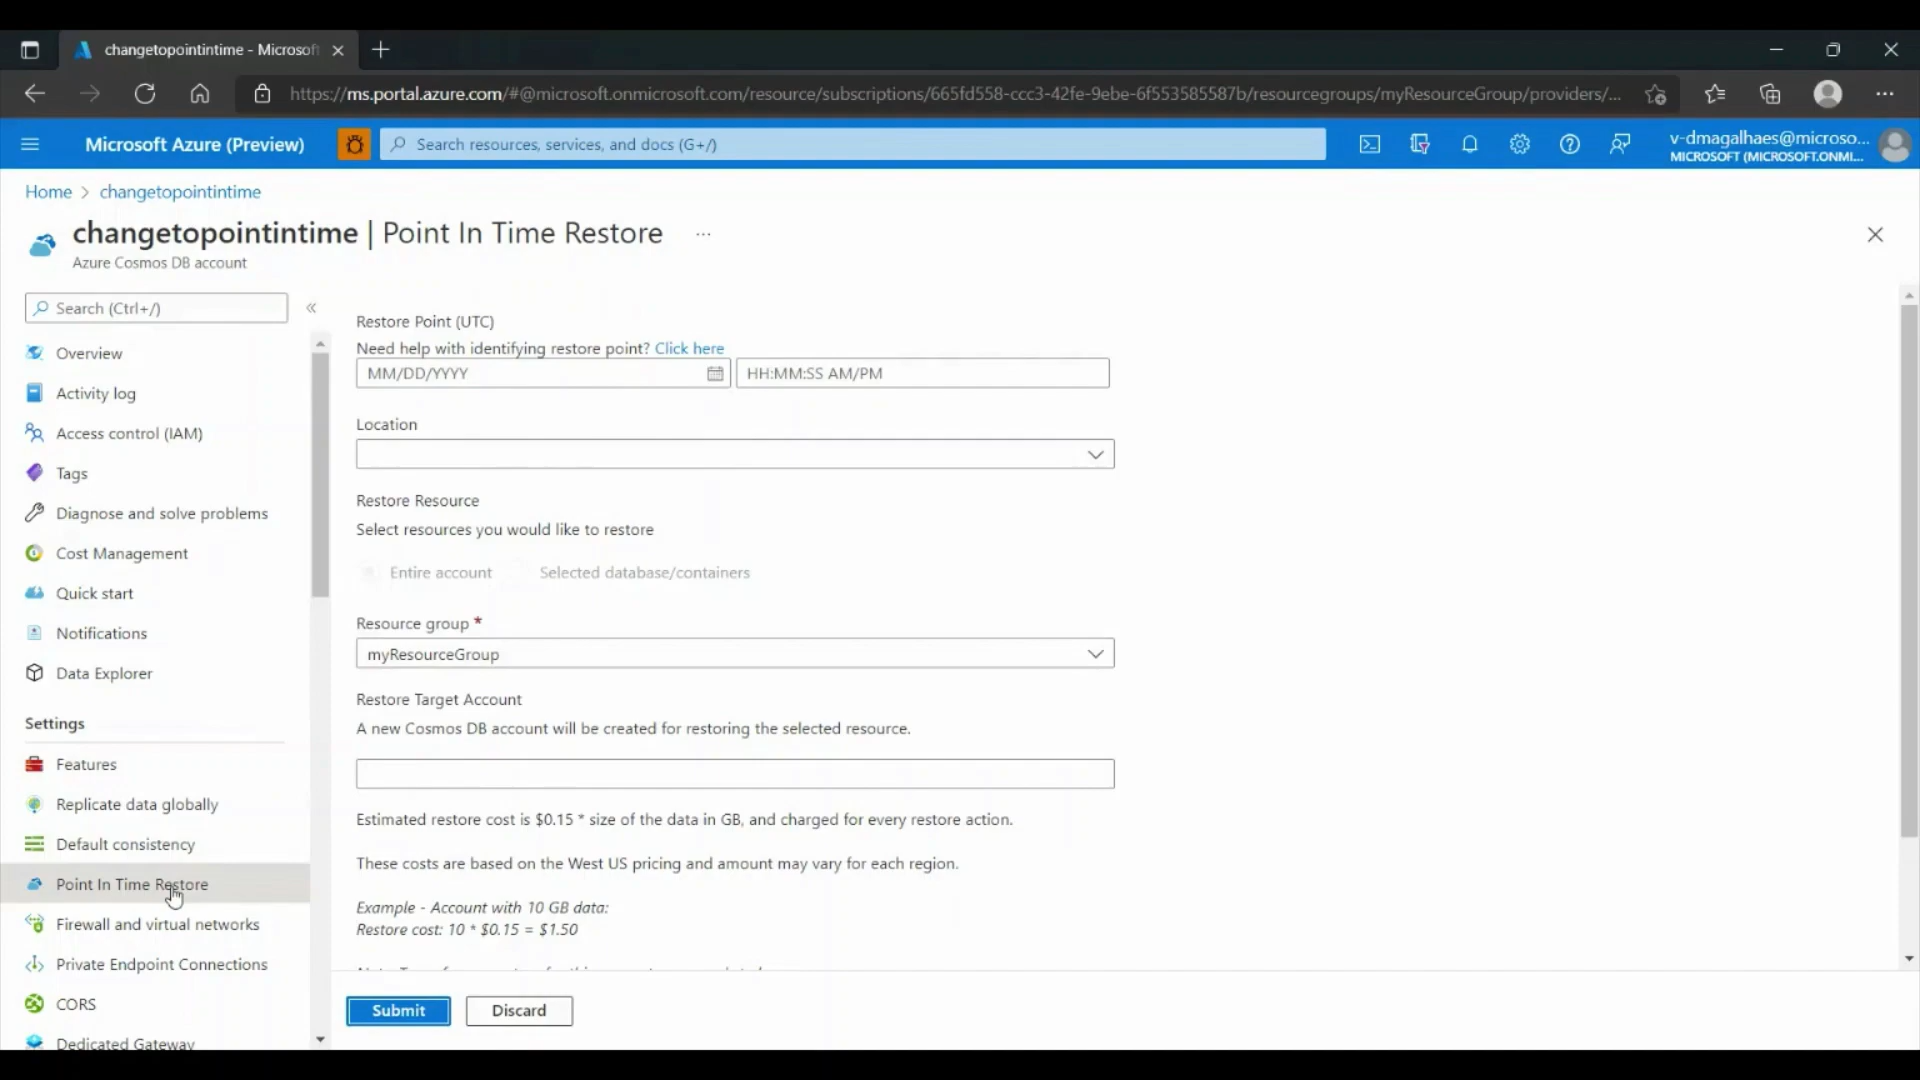 changetopointintime - Microsof
https://ms.portal.azure.com/#@microsoft.onmicrosoft.com/resource/subscriptions/665fd558-ccc3-42fe-9ebe-6f553585587b/resourcegroups/myResourceGroup/providers/...
Microsoft Azure (Preview)
Search resources, services, and docs (G+/)
v-dmagalhaes@microso...
MICROSOFT (MICROSOFT.ONMI...
Home > changetopointintime
changetopointintime | Point In Time Restore ...
Azure Cosmos DB account
Search (Ctrl+/)
«
Overview
Activity log
Access control (IAM)
Tags
Diagnose and solve problems
Cost Management
Quick start
Notifications
Data Explorer
Settings
Features
Replicate data globally
Default consistency
Point In Time Restore
Firewall and virtual networks
Private Endpoint Connections
CORS
Dedicated Gateway
Restore Point (UTC)
Need help with identifying restore point? Click here
MM/DD/YYYY
HH:MM:SS AM/PM
Location
Restore Resource
Select resources you would like to restore
Entire account
Selected database/containers
Resource group *
myResourceGroup
Restore Target Account
A new Cosmos DB account will be created for restoring the selected resource.
Estimated restore cost is $0.15 * size of the data in GB, and charged for every restore action.
These costs are based on the West US pricing and amount may vary for each region.
Example - Account with 10 GB data:
Restore cost: 10 * $0.15 = $1.50
Submit
Discard